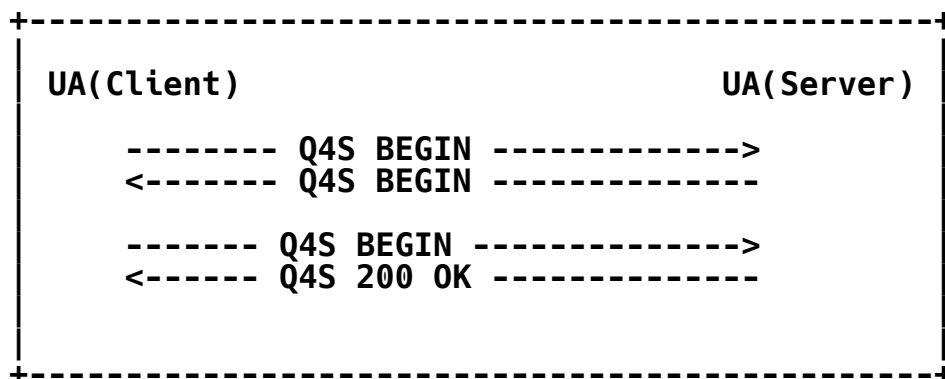 UA(Client) UA(Server)
-------- Q4S BEGIN ------------->
<------- Q4S BEGIN --------------
------- Q4S BEGIN -------------->
<------ Q4S 200 OK --------------